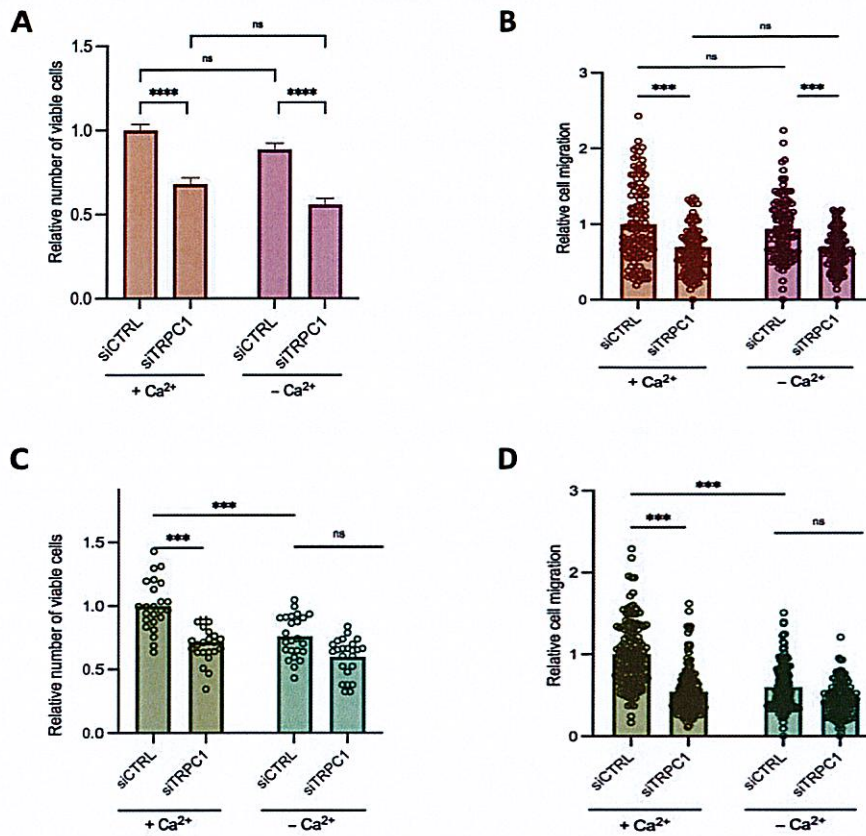 A
Relative number of viable cells
1.5
1.0
0.5
0.0
ns
ns
****
****
siCTRL
siTRPC1
siCTRL
siTRPC1
+ Ca²⁺
– Ca²⁺
B
Relative cell migration
3
2
1
0
ns
ns
***
***
siCTRL
siTRPC1
siCTRL
siTRPC1
+ Ca²⁺
– Ca²⁺
C
Relative number of viable cells
1.5
1.0
0.5
0.0
***
***
ns
siCTRL
siTRPC1
siCTRL
siTRPC1
+ Ca²⁺
– Ca²⁺
D
Relative cell migration
3
2
1
0
***
***
ns
siCTRL
siTRPC1
siCTRL
siTRPC1
+ Ca²⁺
– Ca²⁺